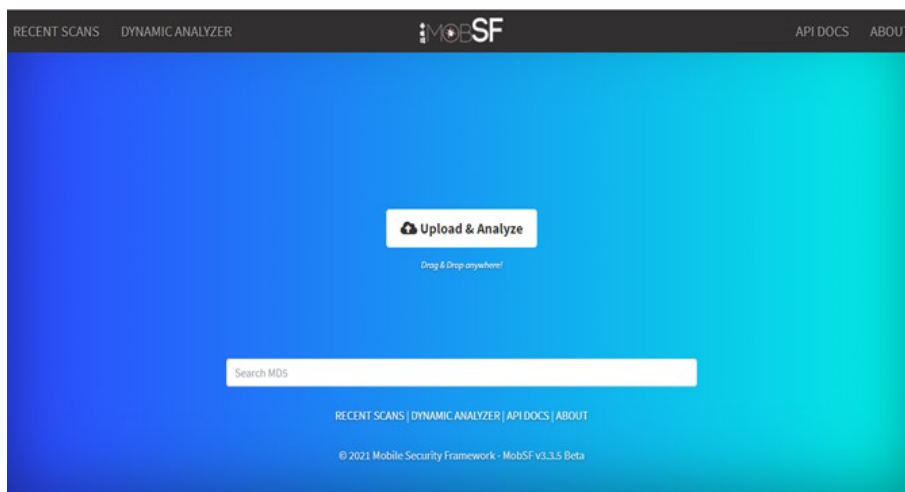 RECENT SCANS DYNAMIC ANALYZER MOBSF API DOCS ABOU
Upload & Analyze
Drag & Drop anywhere!
Search MD5
RECENT SCANS | DYNAMIC ANALYZER | API DOCS | ABOUT
© 2021 Mobile Security Framework - MobSF v3.3.5 Beta